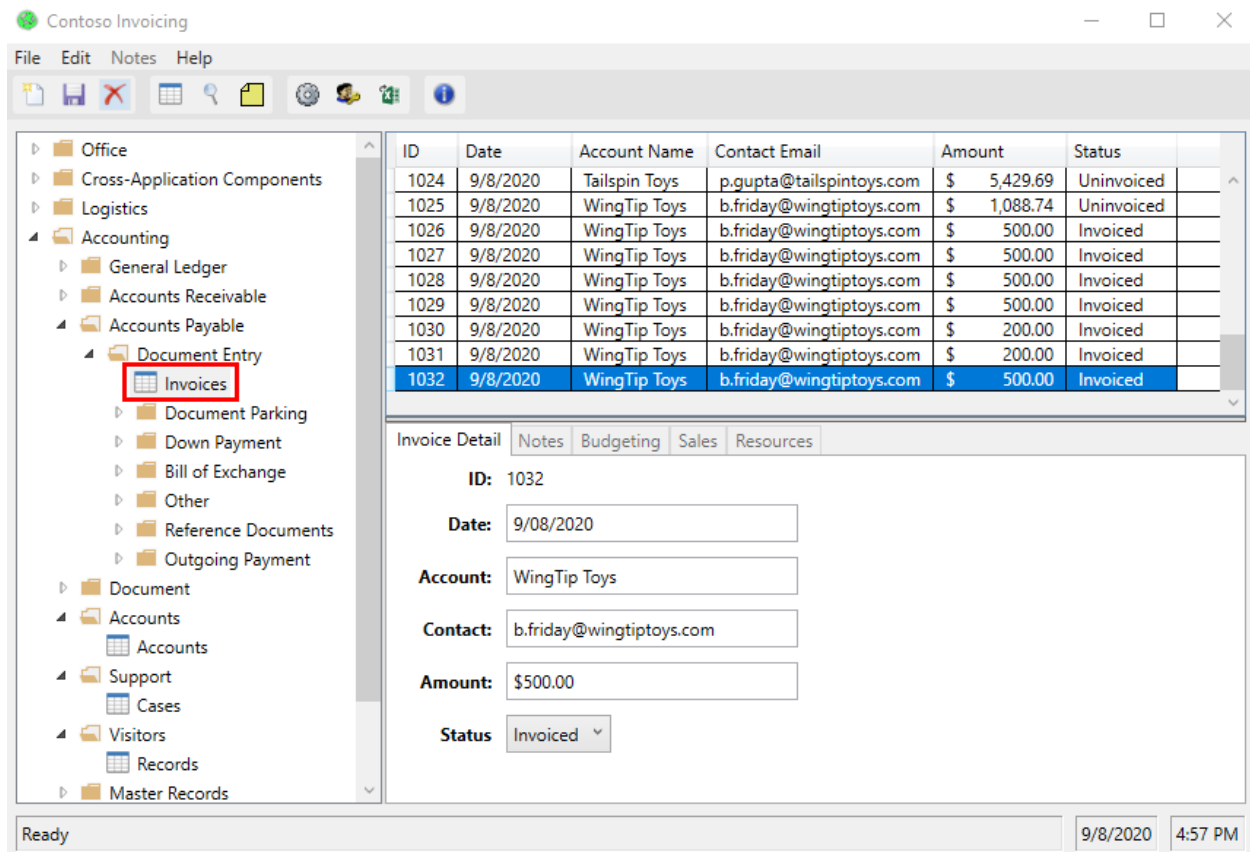 Contoso Invoicing
File Edit Notes Help
Office
Cross-Application Components
Logistics
Accounting
General Ledger
Accounts Receivable
Accounts Payable
Document Entry
Invoices
Document Parking
Down Payment
Bill of Exchange
Other
Reference Documents
Outgoing Payment
Document
Accounts
Accounts
Support
Cases
Visitors
Records
Master Records
ID Date Account Name Contact Email Amount Status
1024 9/8/2020 Tailspin Toys p.gupta@tailspintoys.com $ 5,429.69 Uninvoiced
1025 9/8/2020 WingTip Toys b.friday@wingtiptoys.com $ 1,088.74 Uninvoiced
1026 9/8/2020 WingTip Toys b.friday@wingtiptoys.com $ 500.00 Invoiced
1027 9/8/2020 WingTip Toys b.friday@wingtiptoys.com $ 500.00 Invoiced
1028 9/8/2020 WingTip Toys b.friday@wingtiptoys.com $ 500.00 Invoiced
1029 9/8/2020 WingTip Toys b.friday@wingtiptoys.com $ 500.00 Invoiced
1030 9/8/2020 WingTip Toys b.friday@wingtiptoys.com $ 200.00 Invoiced
1031 9/8/2020 WingTip Toys b.friday@wingtiptoys.com $ 200.00 Invoiced
1032 9/8/2020 WingTip Toys b.friday@wingtiptoys.com $ 500.00 Invoiced
Invoice Detail Notes Budgeting Sales Resources
ID: 1032
Date: 9/08/2020
Account: WingTip Toys
Contact: b.friday@wingtiptoys.com
Amount: $500.00
Status Invoiced
Ready 9/8/2020 4:57 PM